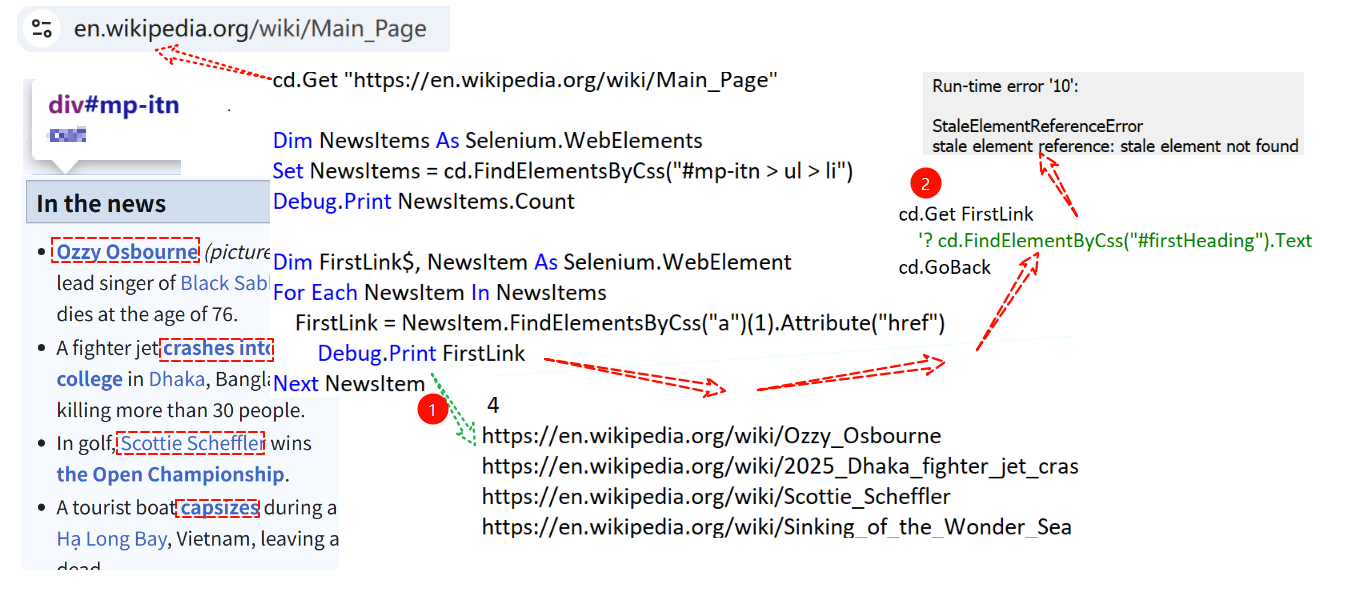 en.wikipedia.org/wiki/Main_Page
cd.Get "https://en.wikipedia.org/wiki/Main_Page"
div#mp-itn
Dim NewsItems As Selenium.WebElements
Set NewsItems = cd.FindElementsByCss("#mp-itn > ul > li")
Debug.Print NewsItems.Count
Dim FirstLink$, NewsItem As Selenium.WebElement
For Each NewsItem In NewsItems
FirstLink = NewsItem.FindElementsByCss("a")(1).Attribute("href")
Debug.Print FirstLink
Next NewsItem
In the news
Ozzy Osbourne (picture
lead singer of Black Sab
dies at the age of 76.
A fighter jet crashes into
college in Dhaka, Bangla
killing more than 30 people.
In golf, Scottie Scheffler wins
the Open Championship.
A tourist boat capsizes during a
Hạ Long Bay, Vietnam, leaving a
dead
1
4
https://en.wikipedia.org/wiki/Ozzy_Osbourne
https://en.wikipedia.org/wiki/2025_Dhaka_fighter_jet_cras
https://en.wikipedia.org/wiki/Scottie_Scheffler
https://en.wikipedia.org/wiki/Sinking_of_the_Wonder_Sea
Run-time error '10':
StaleElementReferenceError
stale element reference: stale element not found
2
cd.Get FirstLink
'? cd.FindElementByCss("#firstHeading").Text
cd.GoBack